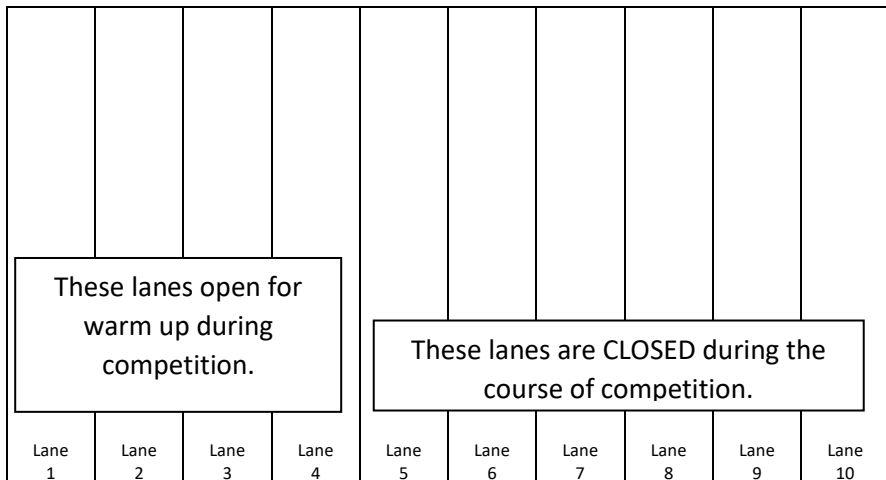 These lanes open for
warm up during
competition.
These lanes are CLOSED during the
course of competition.
Lane Lane Lane Lane Lane Lane Lane Lane Lane Lane
1 2 3 4 5 6 7 8 9 10